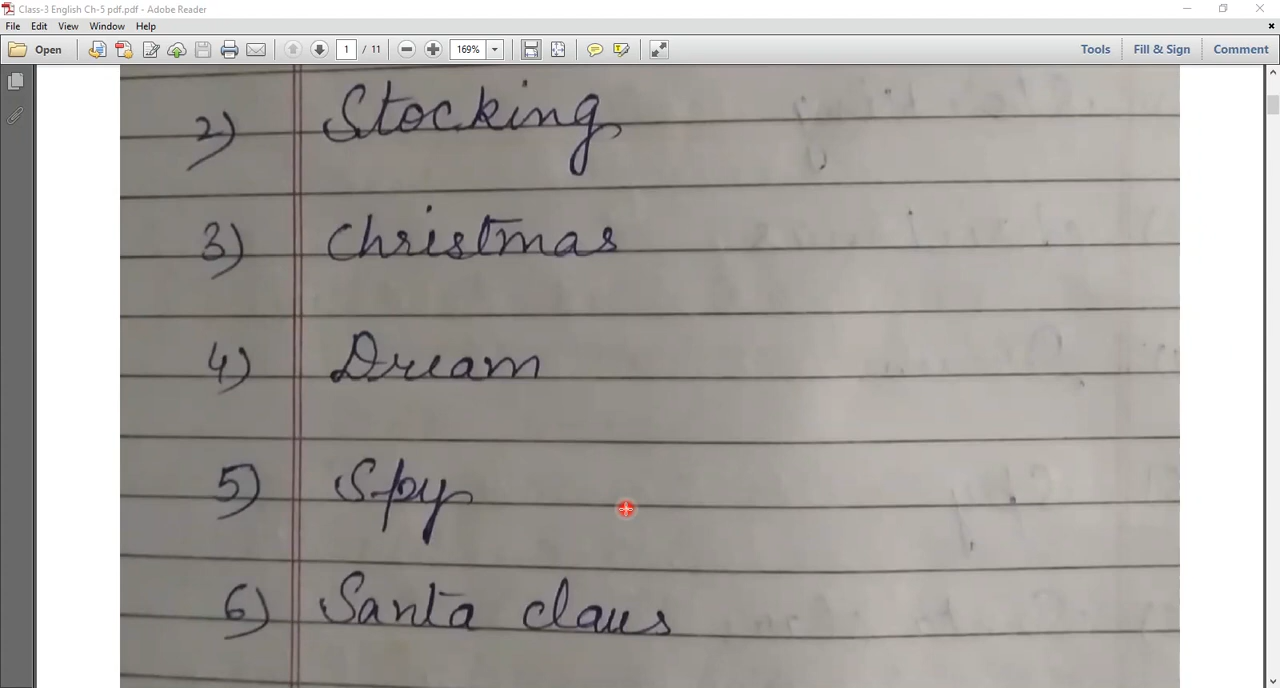 Class-3 English Ch-5 pdf.pdf - Adobe Reader
File Edit View Window Help
Open 1 / 11 169% Tools Fill & Sign Comment
2) Stocking
3) Christmas
4) Dream
5) Spy
6) Santa claus